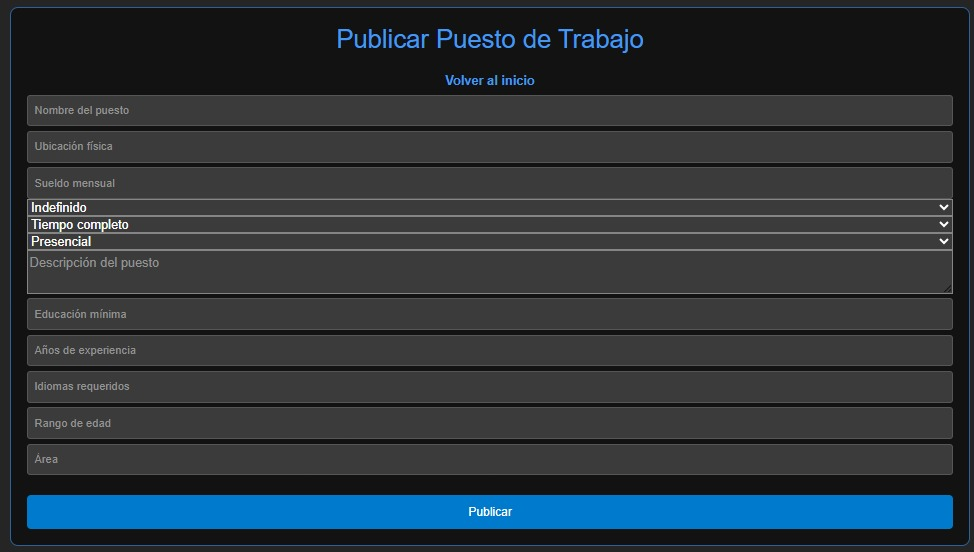 Publicar Puesto de Trabajo
Volver al inicio
Nombre del puesto
Ubicación física
Sueldo mensual
Indefinido
Tiempo completo
Presencial
Descripción del puesto
Educación mínima
Años de experiencia
Idiomas requeridos
Rango de edad
Área
Publicar